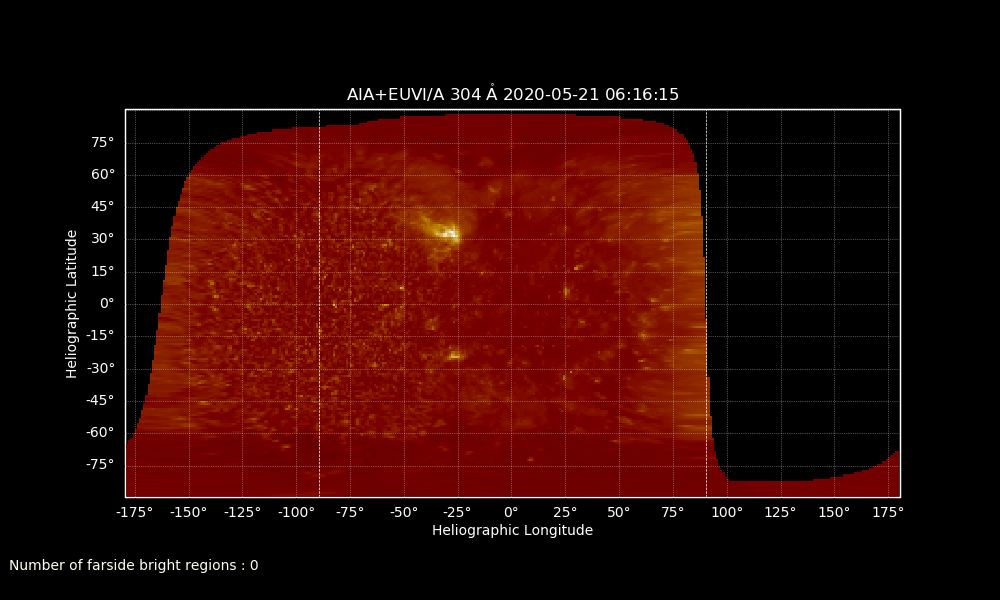 AIA+EUVI/A 304 Å 2020-05-21 06:16:15
75°
60°
45°
30°
15°
0°
-15°
-30°
-45°
-60°
-75°
Heliographic Latitude
-175° -150° -125° -100° -75° -50° -25° 0° 25° 50° 75° 100° 125° 150° 175°
Heliographic Longitude
Number of farside bright regions : 0